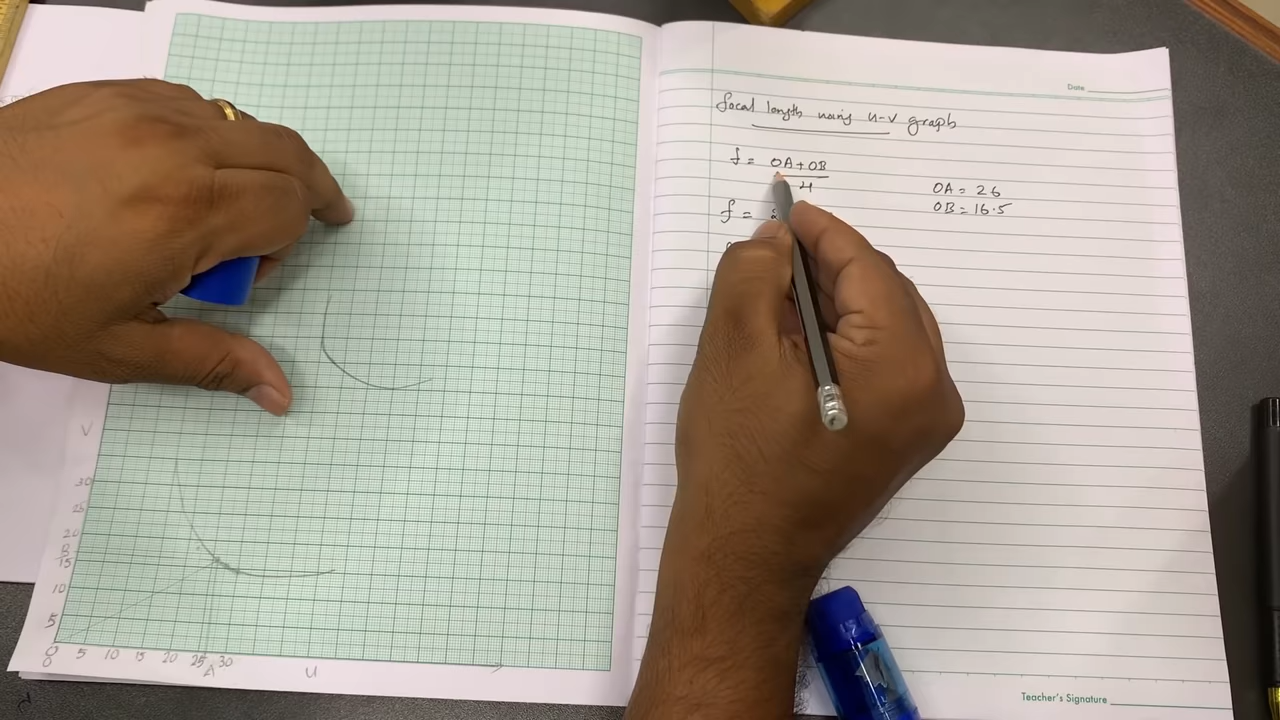 Date
focal length using u-v graph
f = OA + OB
4
OA = 26
OB = 16.5
f =
V
30
25
20
B
15
10
5
O
0 5 10 15 20 25 30
A
U
Teacher's Signature